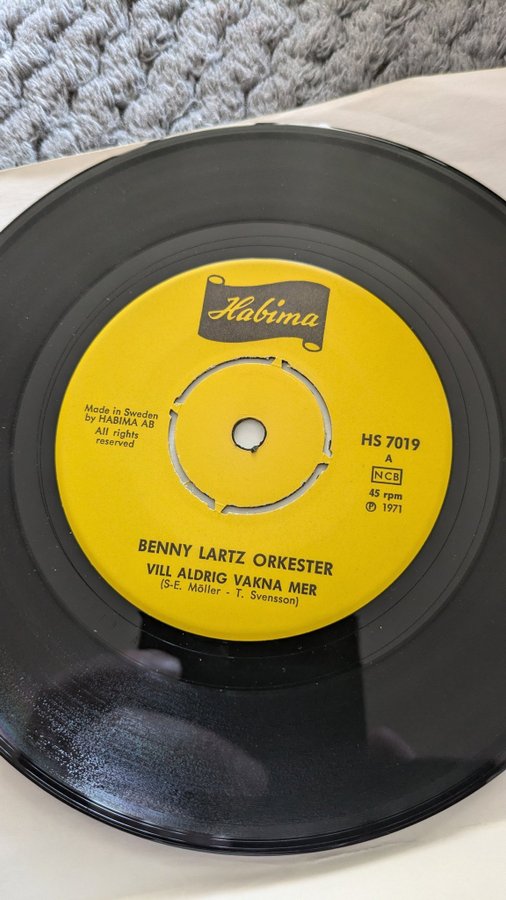 Habima
Made in Sweden
by HABIMA AB
All rights
reserved
HS 7019
A
NCB
45 rpm
Ⓟ 1971
BENNY LARTZ ORKESTER
VILL ALDRIG VAKNA MER
(S-E. Möller - T. Svensson)